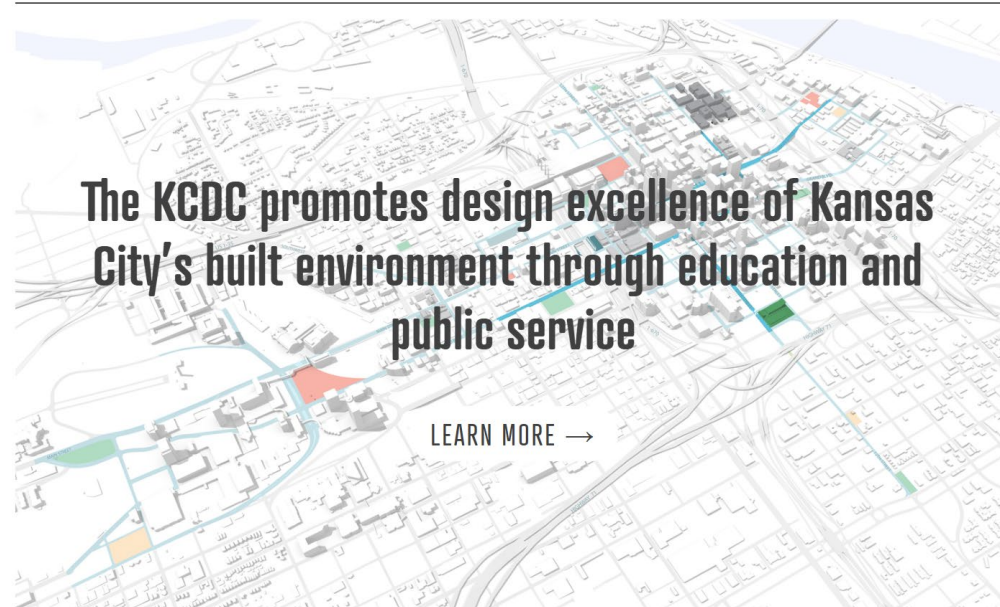 The KCDC promotes design excellence of Kansas
City's built environment through education and
public service
LEARN MORE →